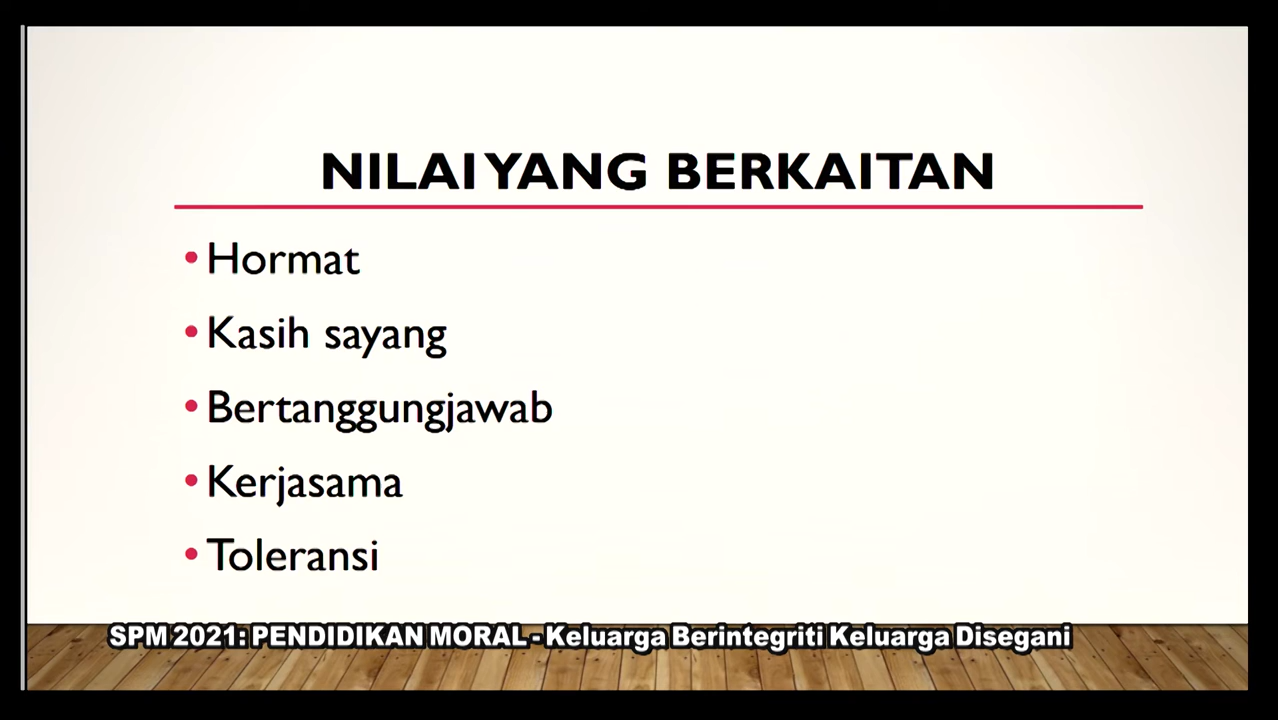 NILAI YANG BERKAITAN
•Hormat
•Kasih sayang
•Bertanggungjawab
•Kerjasama
•Toleransi
SPM 2021: PENDIDIKAN MORAL - Keluarga Berintegriti Keluarga Disegani